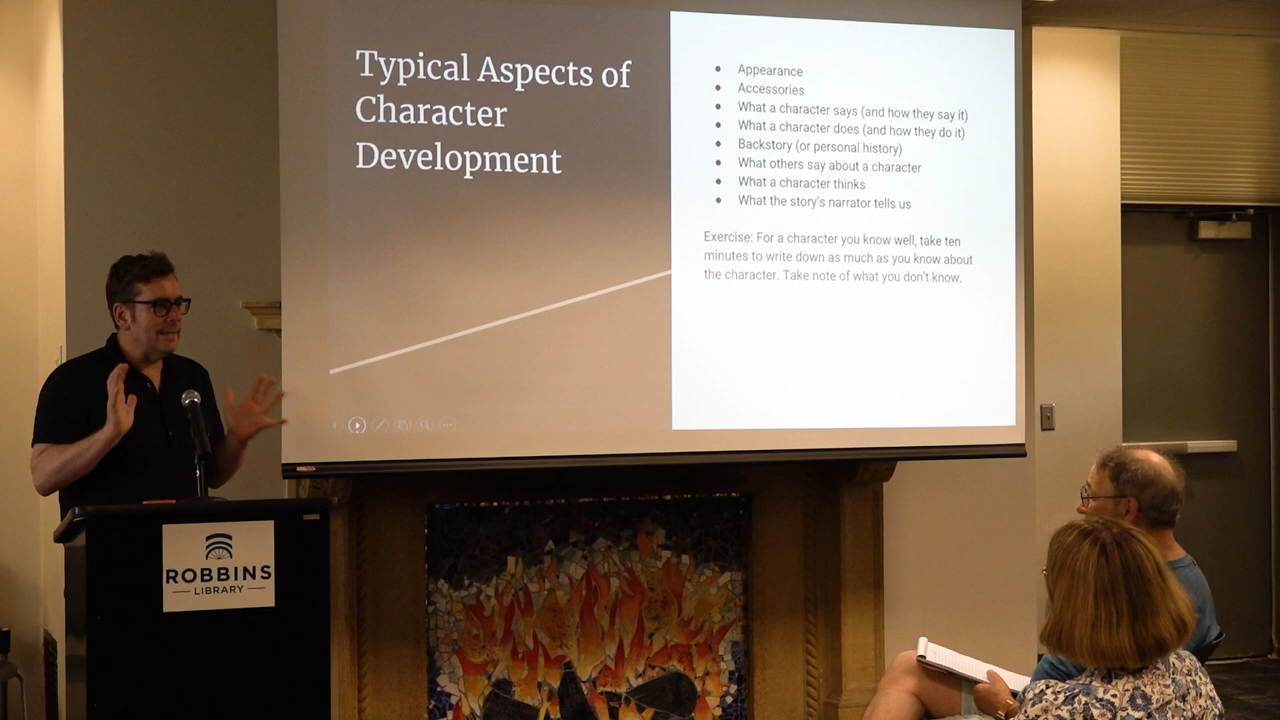 Typical Aspects of
Character
Development
Appearance
Accessories
What a character says (and how they say it)
What a character does (and how they do it)
Backstory (or personal history)
What others say about a character
What a character thinks
What the story's narrator tells us
Exercise: For a character you know well, take ten
minutes to write down as much as you know about
the character. Take note of what you don't know.
ROBBINS
LIBRARY